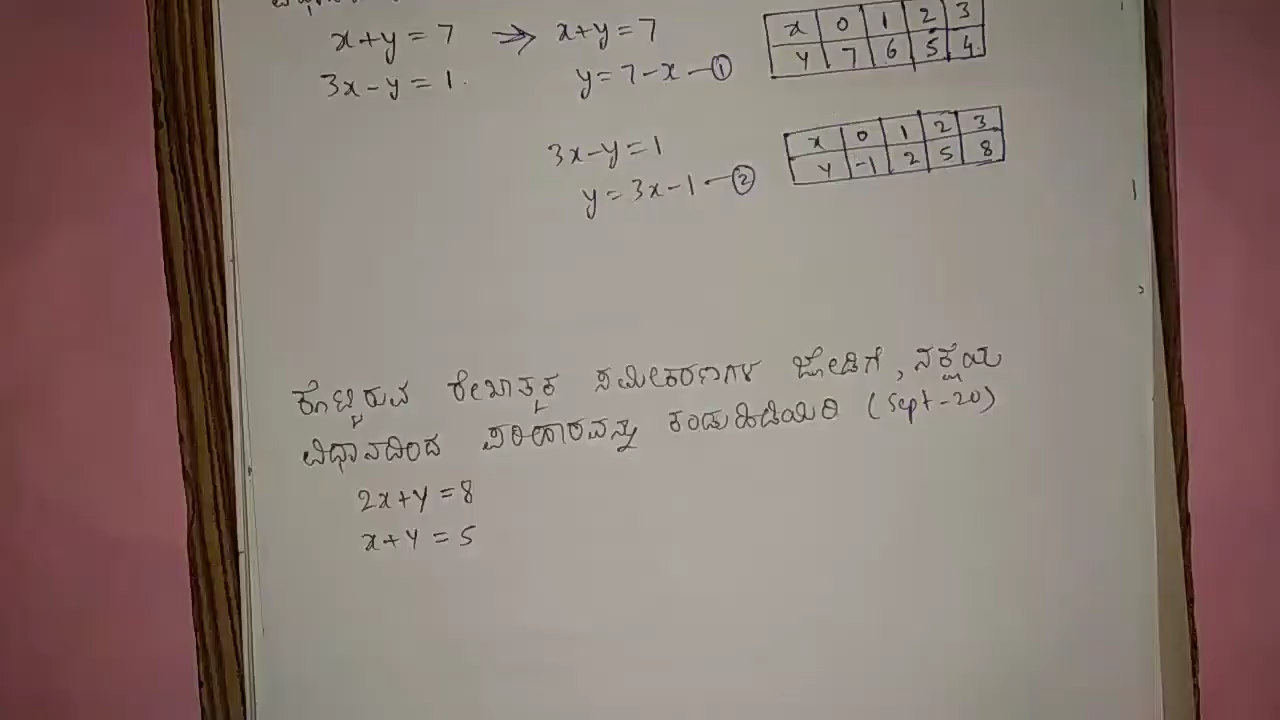 x+y=7 ⇒ x+y=7
3x-y=1. y=7-x —①
x 0 1 2 3
y 7 6 5 4
3x-y=1
y=3x-1 —②
x 0 1 2 3
y -1 2 5 8
ಕೊಟ್ಟಿರುವ ರೇಖಾತ್ಮಕ ಸಮೀಕರಣಗಳ ಜೋಡಿಗೆ, ನಕ್ಷೆಯ
ವಿಧಾನದಿಂದ ಪರಿಹಾರವನ್ನು ಕಂಡುಹಿಡಿಯಿರಿ (Sept-20)
2x+y=8
x+y=5